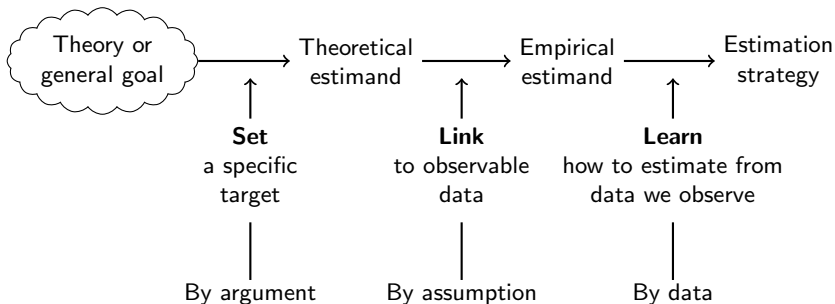 Theory or
general goal
Theoretical
estimand
Empirical
estimand
Estimation
strategy
Set
a specific
target
Link
to observable
data
Learn
how to estimate from
data we observe
By argument
By assumption
By data